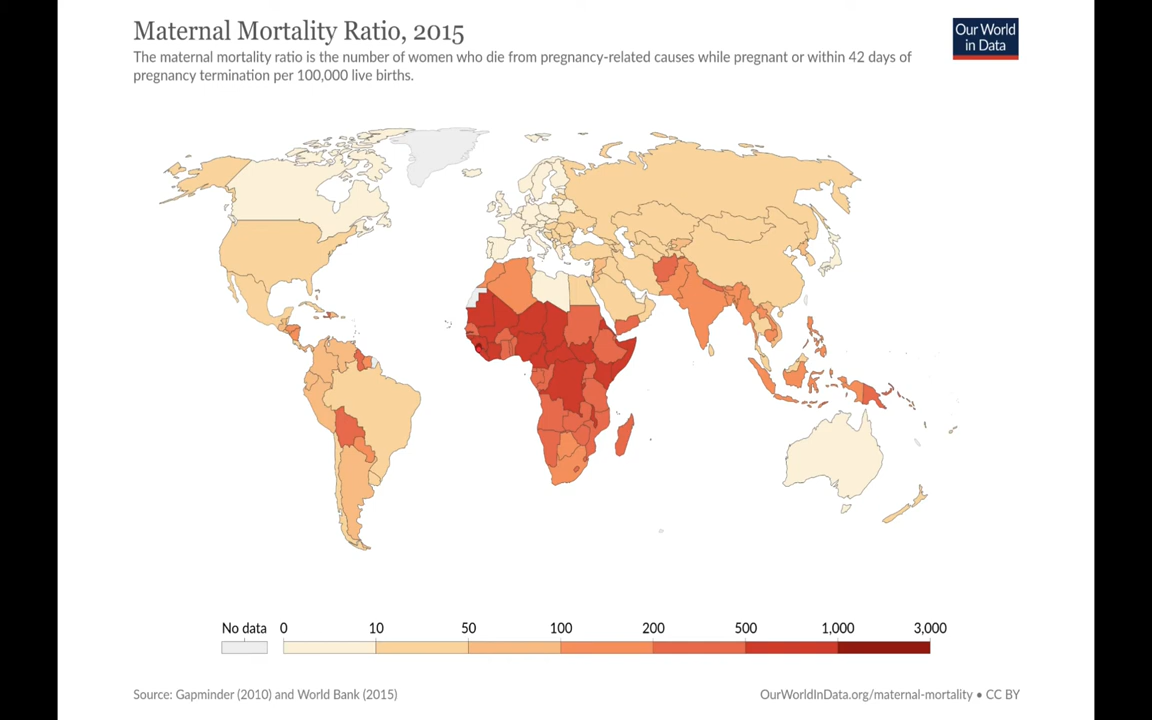 Maternal Mortality Ratio, 2015
Our World
in Data
The maternal mortality ratio is the number of women who die from pregnancy-related causes while pregnant or within 42 days of
pregnancy termination per 100,000 live births.
No data 0 10 50 100 200 500 1,000 3,000
Source: Gapminder (2010) and World Bank (2015)
OurWorldInData.org/maternal-mortality • CC BY